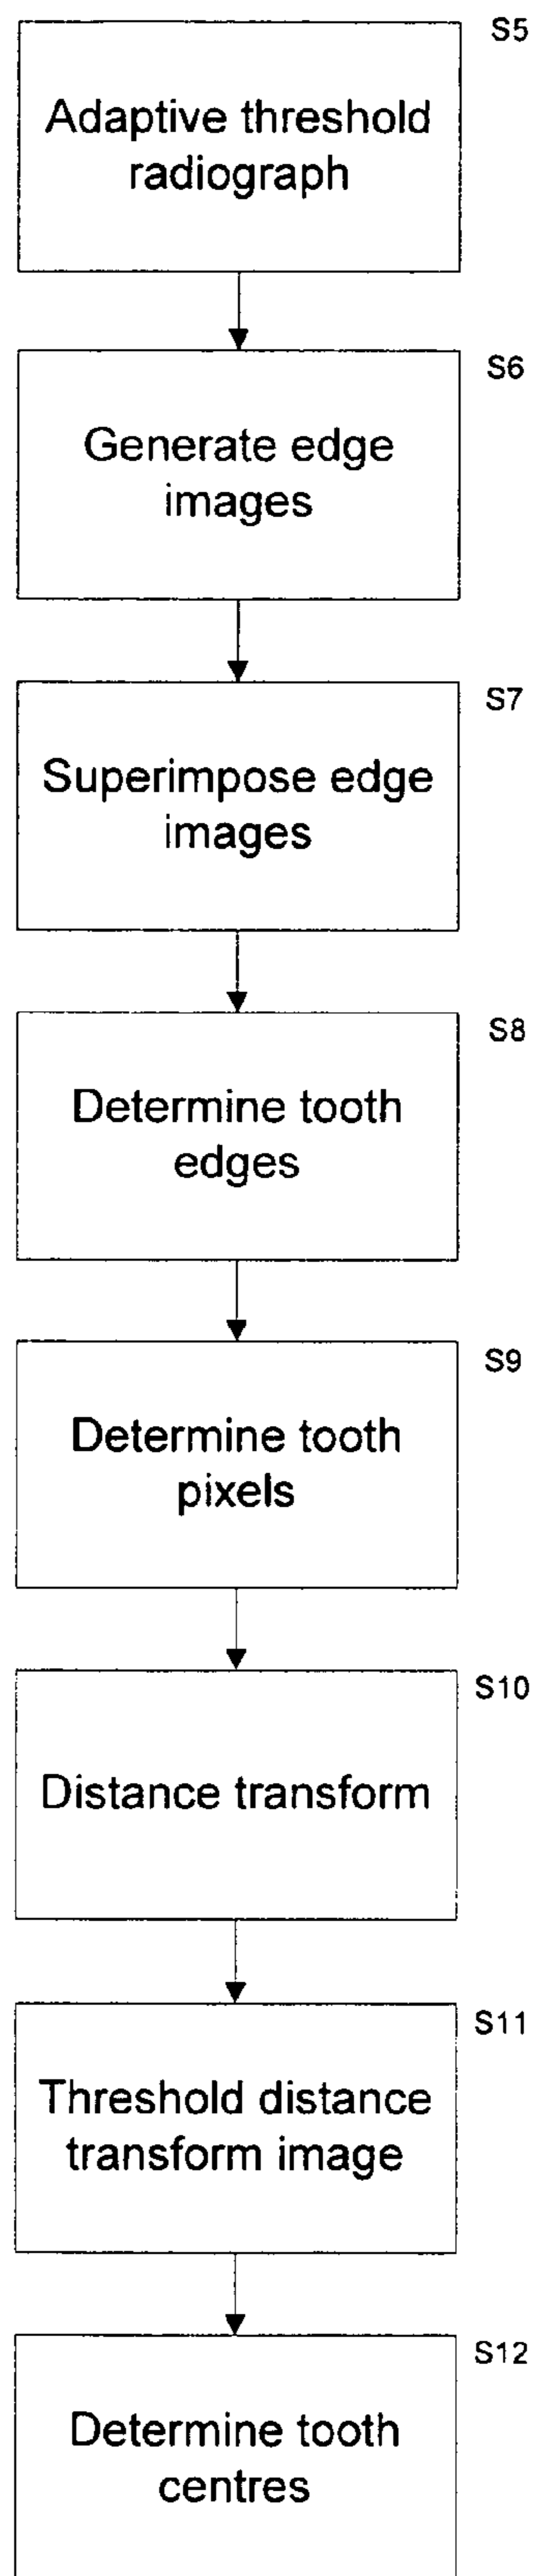 S5
Adaptive threshold
radiograph
S6
Generate edge
images
S7
Superimpose edge
images
S8
Determine tooth
edges
S9
Determine tooth
pixels
S10
Distance transform
S11
Threshold distance
transform image
S12
Determine tooth
centres